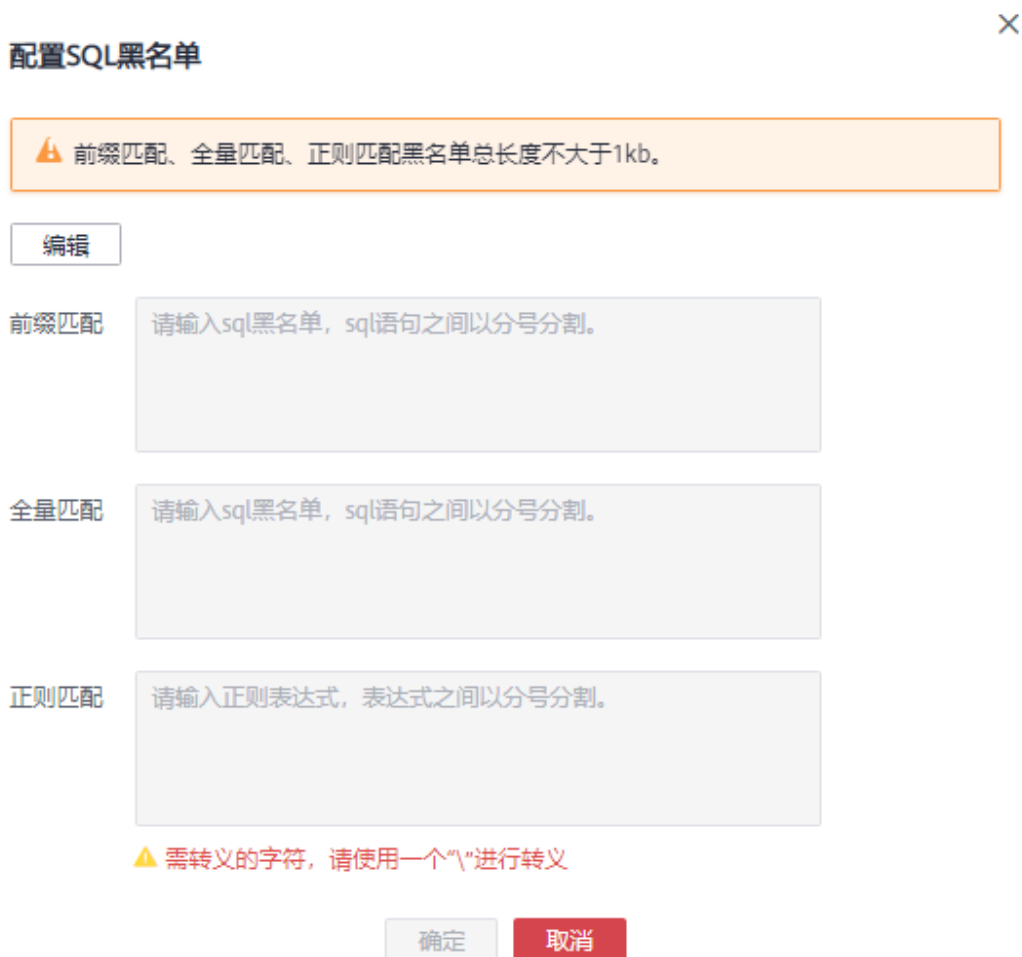 配置SQL黑名单
前缀匹配、全量匹配、正则匹配黑名单总长度不大于1kb。
编辑
前缀匹配 请输入sql黑名单，sql语句之间以分号分割。
全量匹配 请输入sql黑名单，sql语句之间以分号分割。
正则匹配 请输入正则表达式，表达式之间以分号分割。
需转义的字符，请使用一个"\"进行转义
确定 取消